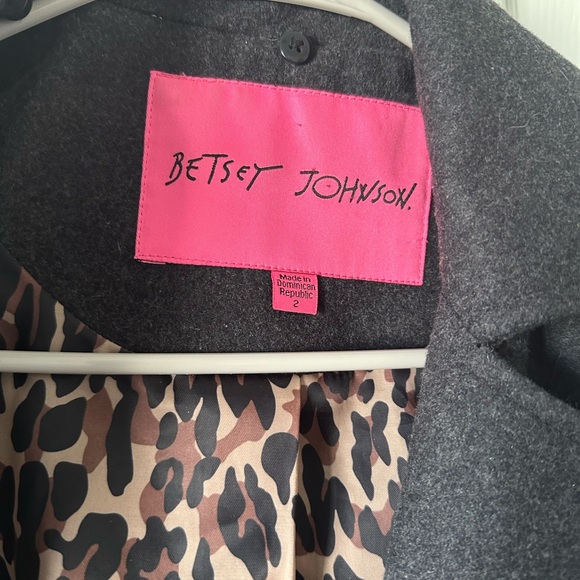 BETSEY JOHNSON.
Made in
Dominican
Republic
2